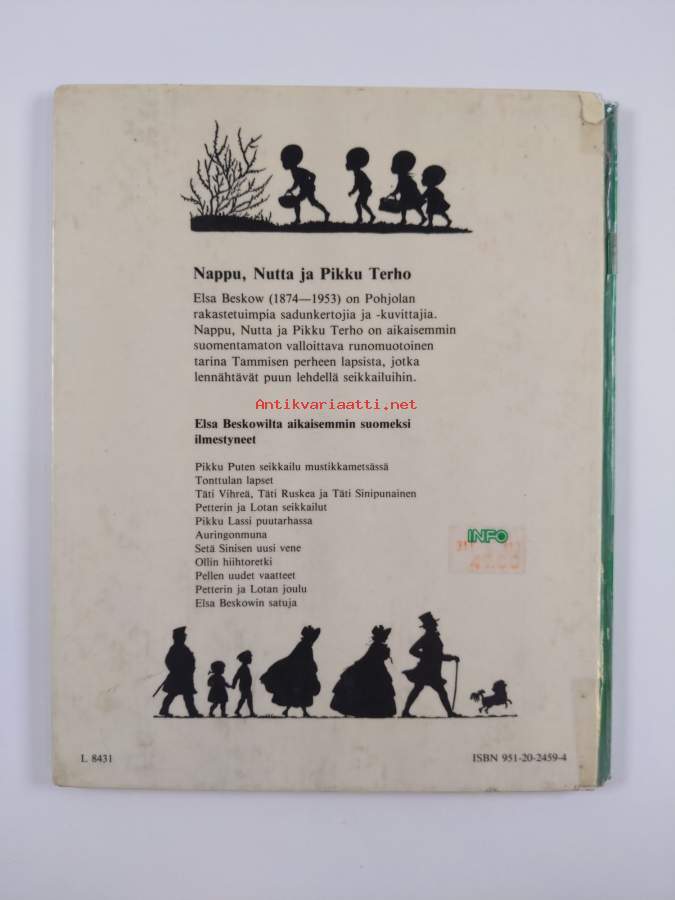 Nappu, Nutta ja Pikku Terho
Elsa Beskow (1874—1953) on Pohjolan
rakastetuimpia sadunkertojia ja -kuvittajia.
Nappu, Nutta ja Pikku Terho on aikaisemmin
suomentamaton valloittava runomuotoinen
tarina Tammisen perheen lapsista, jotka
lennähtävät puun lehdellä seikkailuihin.
Antikvariaatti.net
Elsa Beskowilta aikaisemmin suomeksi
ilmestyneet
Pikku Puten seikkailu mustikkametsässä
Tonttulan lapset
Täti Vihreä, Täti Ruskea ja Täti Sinipunainen
Petterin ja Lotan seikkailut
Pikku Lassi puutarhassa
Auringonmuna
Setä Sinisen uusi vene
Ollin hiihtoretki
Pellen uudet vaatteet
Petterin ja Lotan joulu
Elsa Beskowin satuja
INFO
L 8431
ISBN 951-20-2459-4